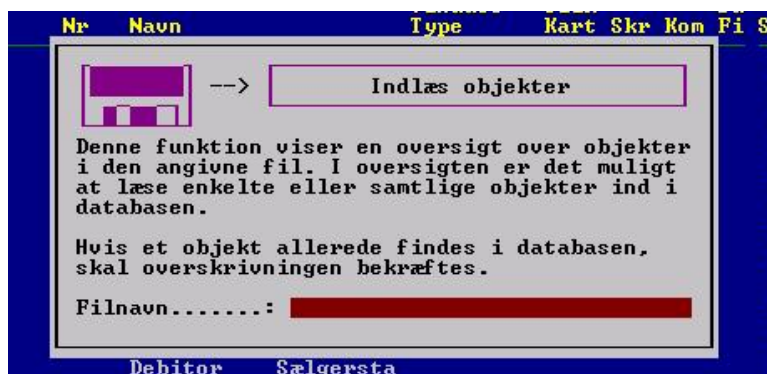 Nr Navn Type Kart Skr Kom Fi S
--> Indlæs objekter
Denne funktion viser en oversigt over objekter
i den angivne fil. I oversigten er det muligt
at læse enkelte eller samtlige objekter ind i
databasen.
Hvis et objekt allerede findes i databasen,
skal overskrivningen bekræftes.
Filnavn.......:
Debitor Sælgersta